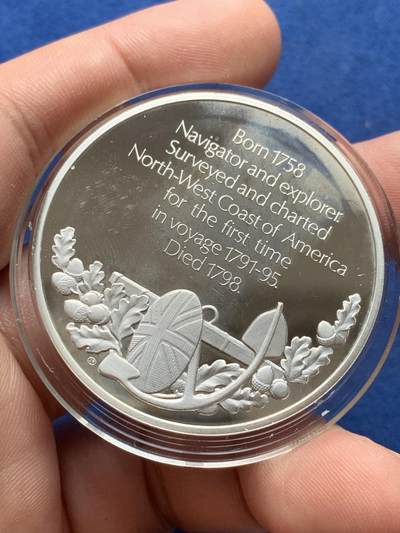 Born 1758
Navigator and explorer
Surveyed and charted
North-West Coast of America
for the first time
in voyage 1791-95.
Died 1798